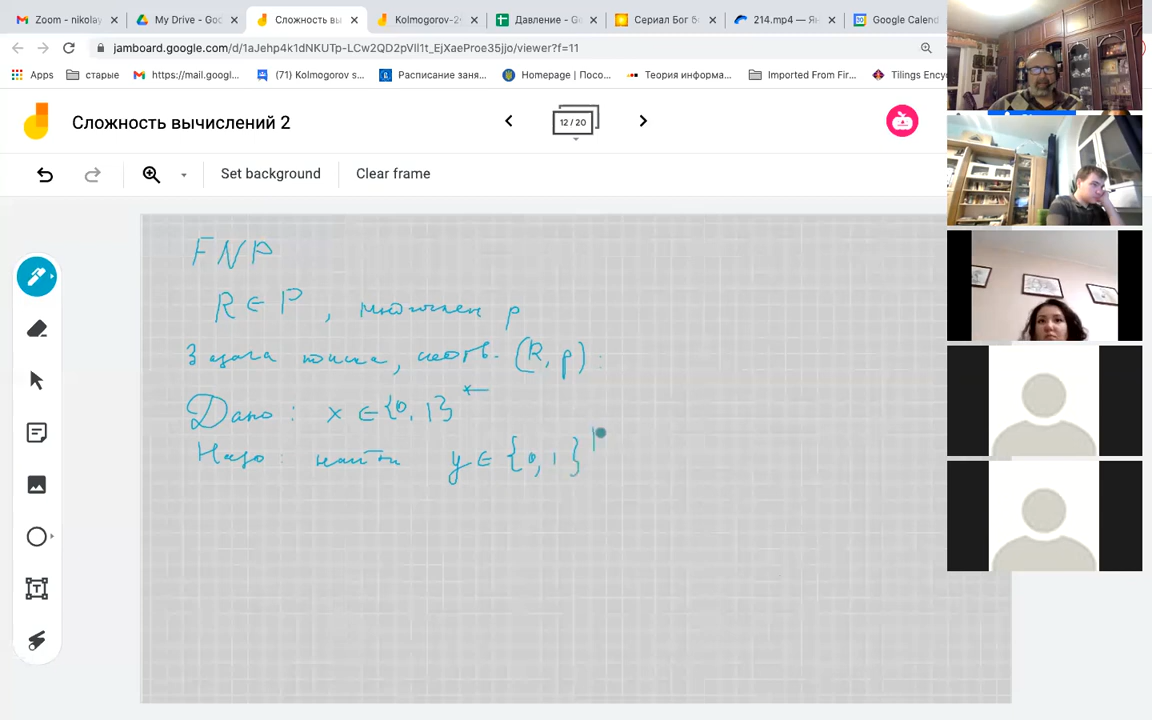 Zoom - nikolay
My Drive - Goo
Сложность вы
Kolmogorov-2
Давление - Go
Сериал Бог б
214.mp4 — Ян
Google Calend
jamboard.google.com/d/1aJehp4k1dNKUTp-LCw2QD2pVIl1t_EjXaeProe35jjo/viewer?f=11
Apps
старые
https://mail.googl...
(71) Kolmogorov s...
Расписание заня...
Homepage | Посо...
Теория информа...
Imported From Fir...
Tilings Ency
Сложность вычислений 2
12 / 20
Set background
Clear frame
FNP
R ∈ P, многочлен p
Задача поиска, соотв. (R, p):
Дано: x ∈ {0, 1}*
Надо: найти y ∈ {0, 1}